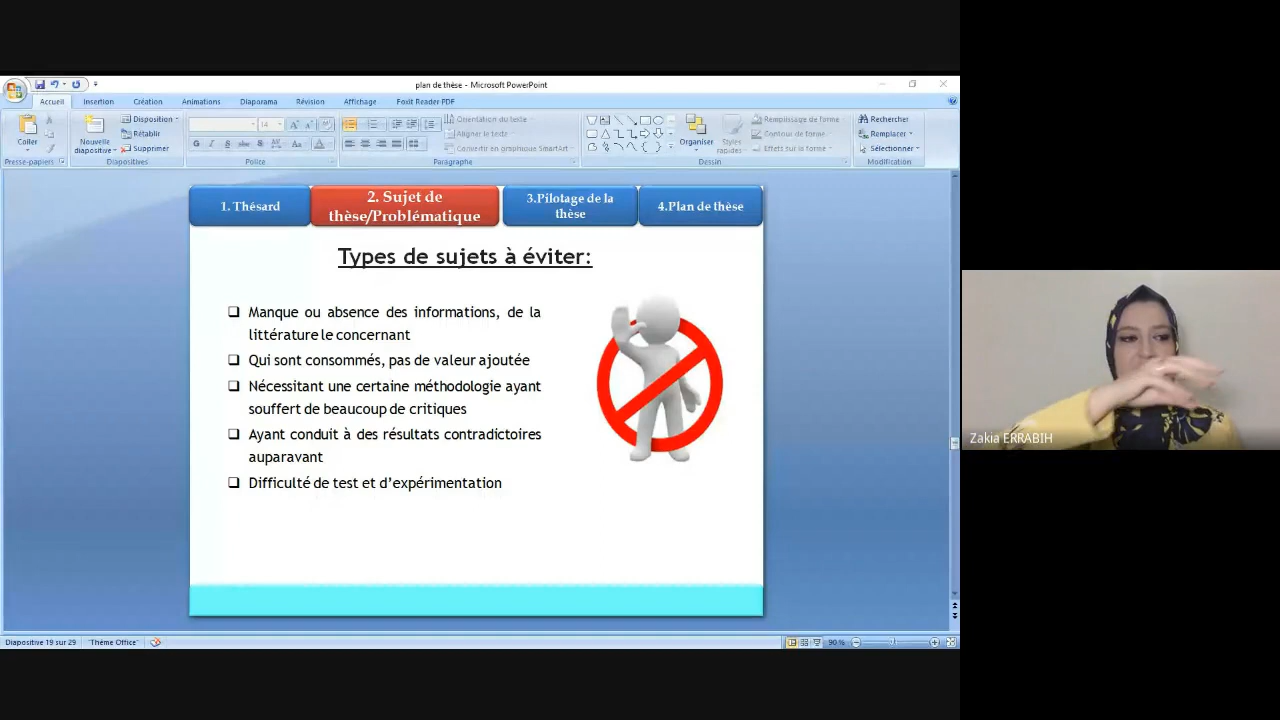 plan de thèse - Microsoft PowerPoint
Accueil Insertion Création Animations Diaporama Révision Affichage Foxit Reader PDF
Coller
Nouvelle diapositive
Disposition
Rétablir
Supprimer
14
G I S abc S AV Aa A
Orientation du texte
Aligner le texte
Convertir en graphique SmartArt
Organiser
Styles rapides
Remplissage de forme
Contour de forme
Effets sur la forme
Rechercher
Remplacer
Sélectionner
Presse-papiers Diapositives Police Paragraphe Dessin Modification
1. Thésard
2. Sujet de
thèse/Problématique
3.Pilotage de la
thèse
4.Plan de thèse
Types de sujets à éviter:
Manque ou absence des informations, de la
littérature le concernant
Qui sont consommés, pas de valeur ajoutée
Nécessitant une certaine méthodologie ayant
souffert de beaucoup de critiques
Ayant conduit à des résultats contradictoires
auparavant
Difficulté de test et d’expérimentation
Zakia ERRABIH
Diapositive 19 sur 29 "Thème Office" 90 %